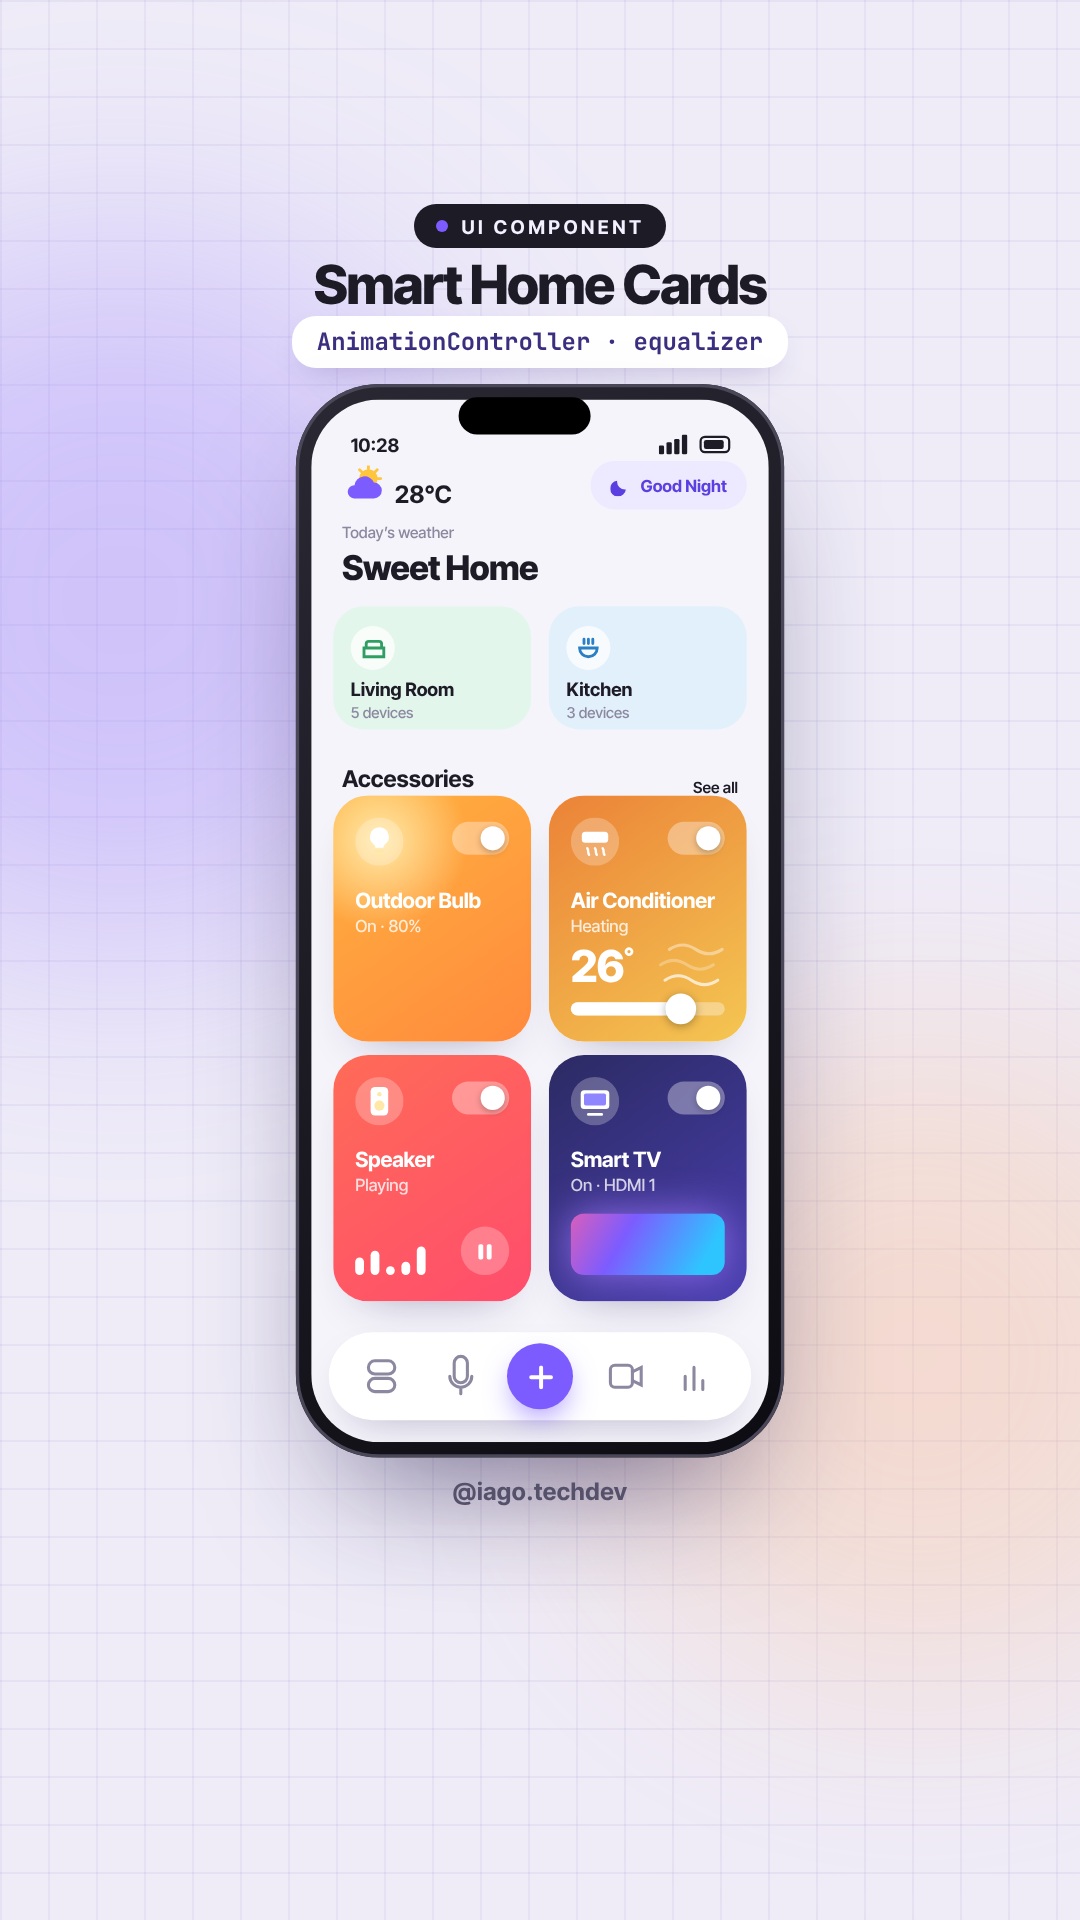 UI COMPONENT
Smart Home Cards
AnimationController · equalizer
10:28
28°C
Good Night
Today’s weather
Sweet Home
Living Room
5 devices
Kitchen
3 devices
Accessories
See all
Outdoor Bulb
On · 80%
Air Conditioner
Heating
26°
Speaker
Playing
Smart TV
On · HDMI 1
@iago.techdev